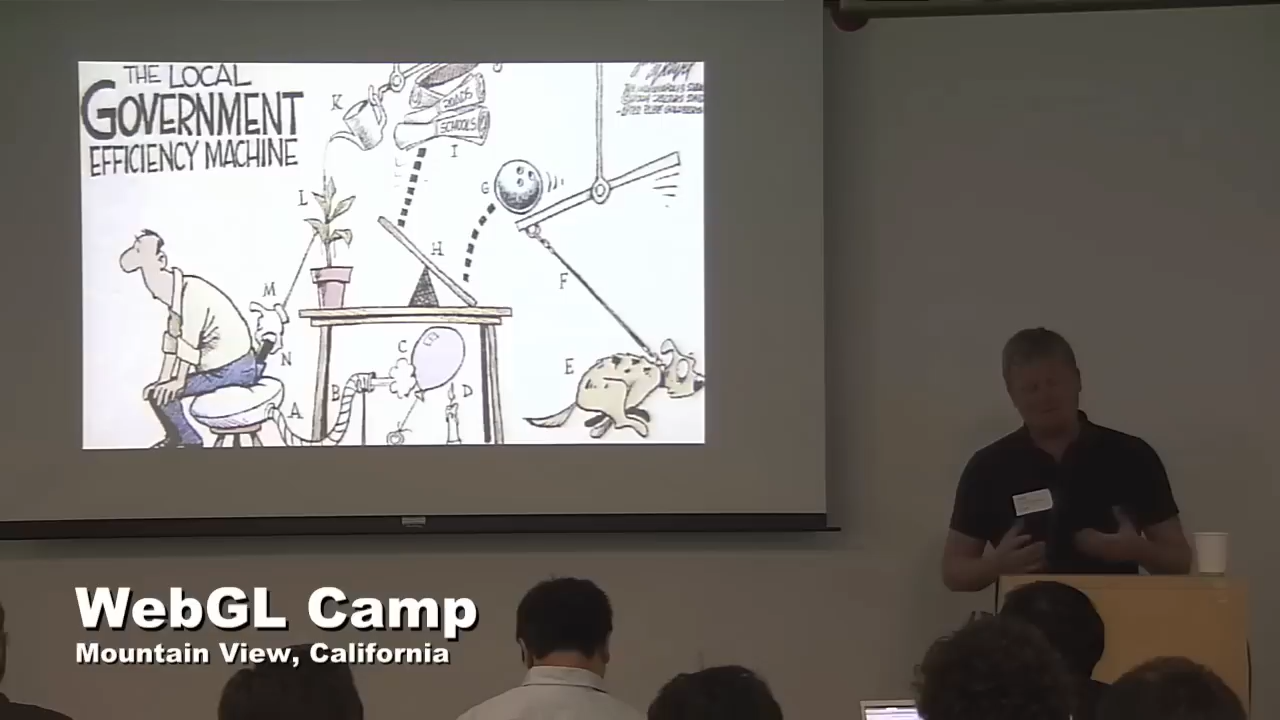 THE LOCAL
GOVERNMENT
EFFICIENCY MACHINE
K
ROADS
SCHOOLS
I
G
L
H
F
M
C
E
N
B
D
A
WebGL Camp
Mountain View, California